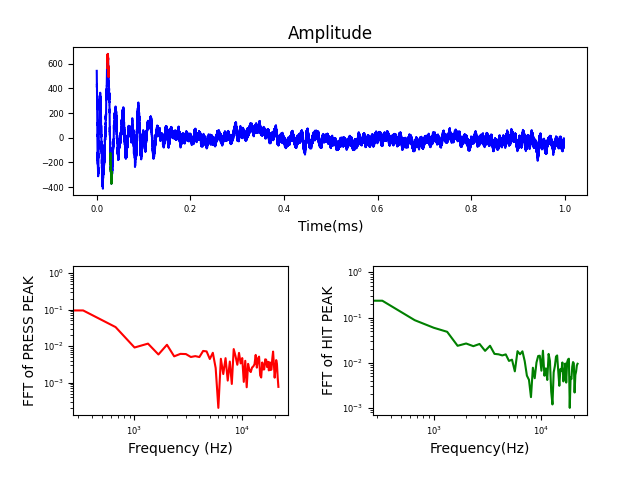 Amplitude
600
400
200
0
−200
−400
0.0 0.2 0.4 0.6 0.8 1.0
Time(ms)
FFT of PRESS PEAK
10⁰
10⁻¹
10⁻²
10⁻³
10³ 10⁴
Frequency (Hz)
FFT of HIT PEAK
10⁰
10⁻¹
10⁻²
10⁻³
10³ 10⁴
Frequency(Hz)